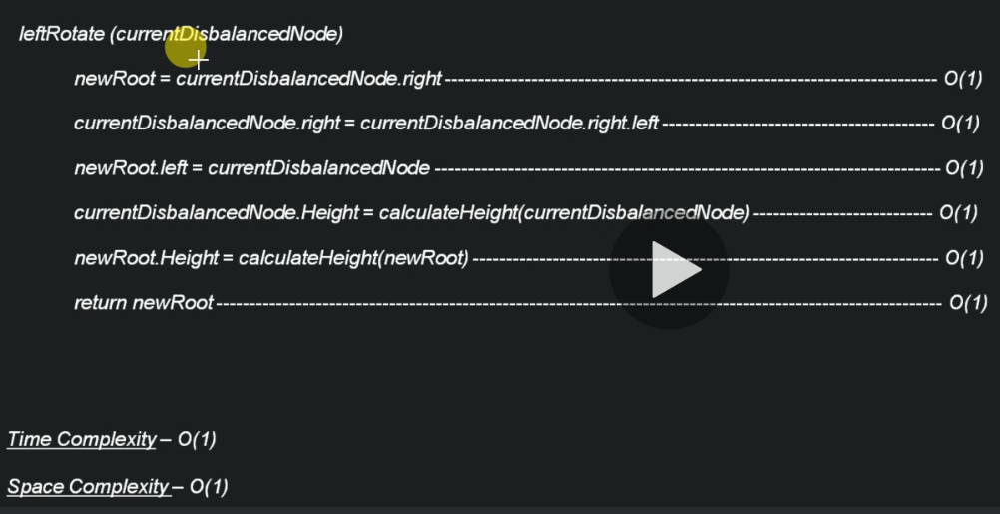 leftRotate (currentDisbalancedNode)
newRoot = currentDisbalancedNode.right ---------------------------------------------------------------------------- O(1)
currentDisbalancedNode.right = currentDisbalancedNode.right.left ------------------------------------------ O(1)
newRoot.left = currentDisbalancedNode ------------------------------------------------------------------------------ O(1)
currentDisbalancedNode.Height = calculateHeight(currentDisbalancedNode) --------------------------- O(1)
newRoot.Height = calculateHeight(newRoot) ------------------------------------------------------------------------ O(1)
return newRoot ---------------------------------------------------------------------------------------------------------------- O(1)
Time Complexity – O(1)
Space Complexity – O(1)